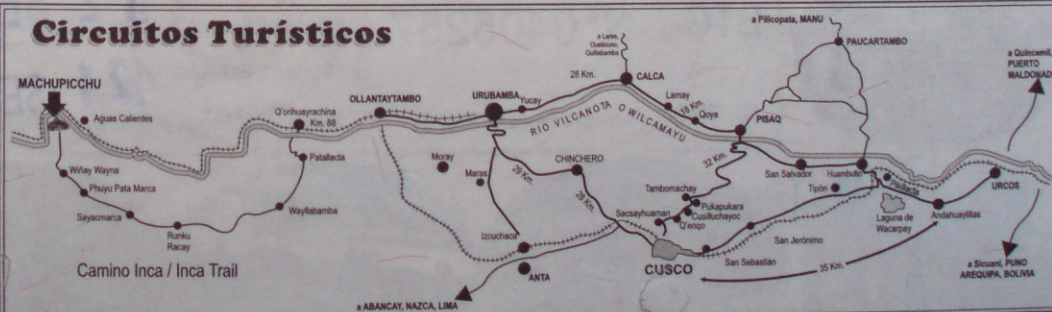 Circuitos Turísticos
MACHUPICCHU
Aguas Calientes
Wiñay Wayna
Phuyu Pata Marca
Sayacmarca
Runku
Racay
Wayllabamba
Patallacta
Q'orihuayrachina
Km. 88
Camino Inca / Inca Trail
OLLANTAYTAMBO
URUBAMBA
Yucay
28 Km.
a Lares,
Quillabamba
CALCA
Lamay
18 Km.
Qoya
RIO VILCANOTA O WILCAMAYU
PISAQ
a Pilicopata, MANU
PAUCARTAMBO
a Quincemil,
PUERTO
MALDONADO
Moray
Maras
29 Km.
CHINCHERO
28 Km.
32 Km.
Izcuchaca
ANTA
a ABANCAY, NAZCA, LIMA
Tambomachay
Pukapukara
Cusilluchayoc
Sacsayhuaman
Q'enqo
CUSCO
San Sebastián
San Jerónimo
35 Km.
San Salvador
Huambutio
Tipón
Laguna de
Wacarpay
Andahuaylillas
URCOS
a Sicuani, PUNO
AREQUIPA, BOLIVIA